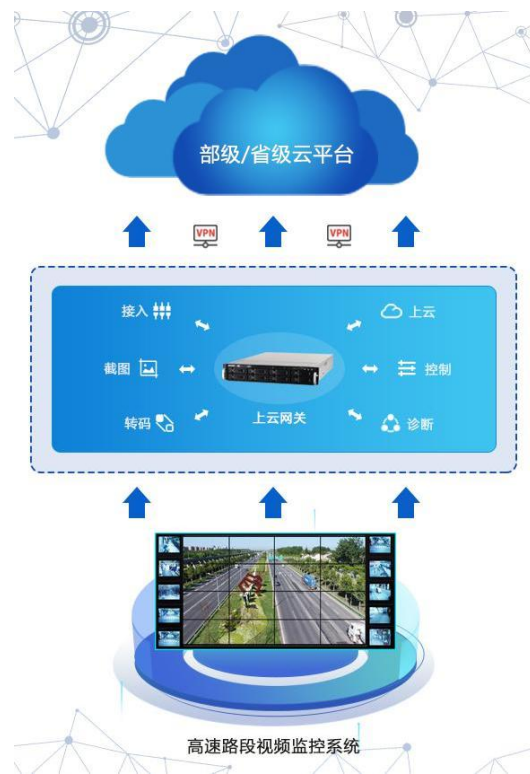 部级/省级云平台
VPN
VPN
接入
上云
截图
控制
转码
上云网关
诊断
高速路段视频监控系统